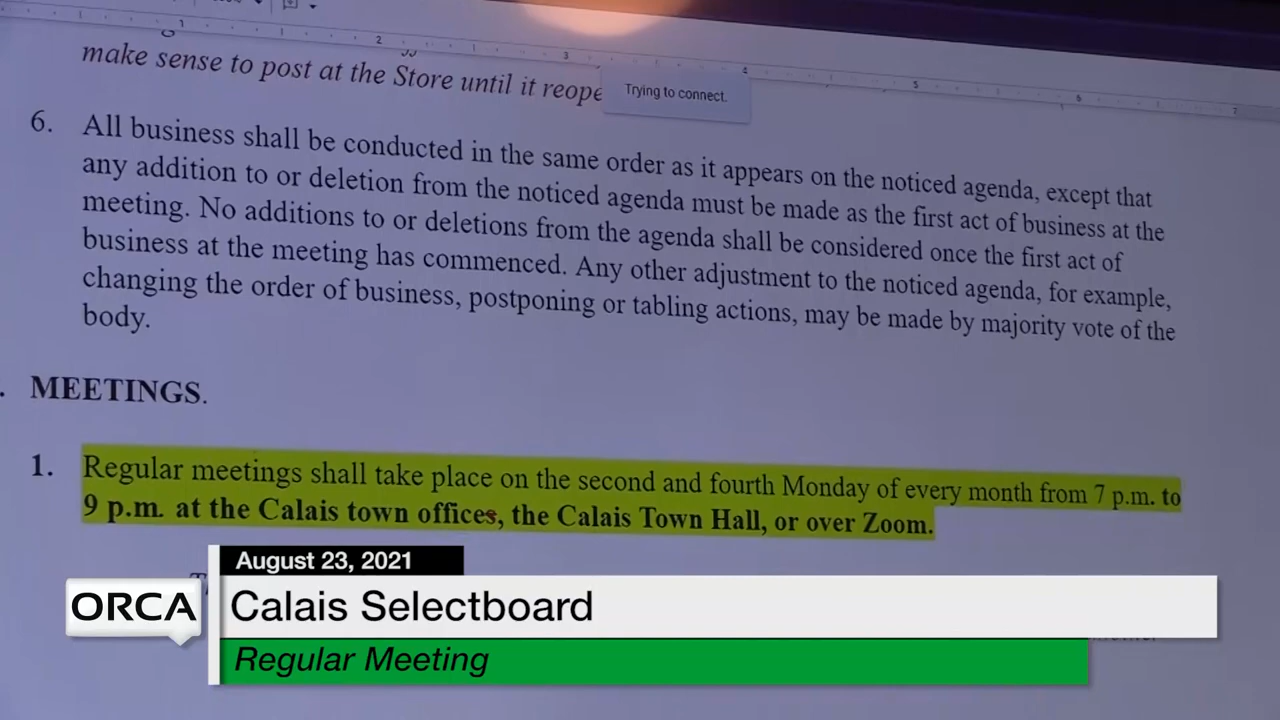 1 2 3 4 5 6 7
make sense to post at the Store until it reope
Trying to connect.
6. All business shall be conducted in the same order as it appears on the noticed agenda, except that
any addition to or deletion from the noticed agenda must be made as the first act of business at the
meeting. No additions to or deletions from the agenda shall be considered once the first act of
business at the meeting has commenced. Any other adjustment to the noticed agenda, for example,
changing the order of business, postponing or tabling actions, may be made by majority vote of the
body.
. MEETINGS.
1. Regular meetings shall take place on the second and fourth Monday of every month from 7 p.m. to
9 p.m. at the Calais town offices, the Calais Town Hall, or over Zoom.
August 23, 2021
ORCA
Calais Selectboard
Regular Meeting